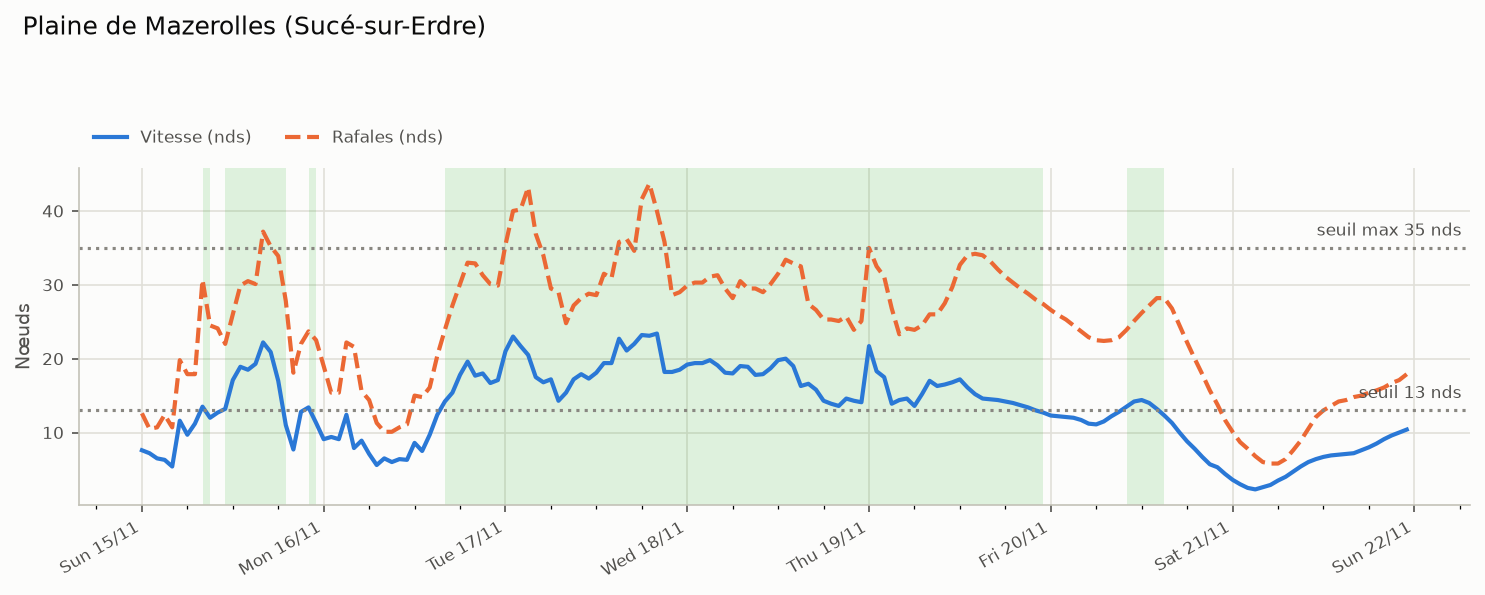 Plaine de Mazerolles (Sucé-sur-Erdre)
Vitesse (nds) Rafales (nds)
Nœuds
40
30
20
10
seuil max 35 nds
seuil 13 nds
Sun 15/11 Mon 16/11 Tue 17/11 Wed 18/11 Thu 19/11 Fri 20/11 Sat 21/11 Sun 22/11